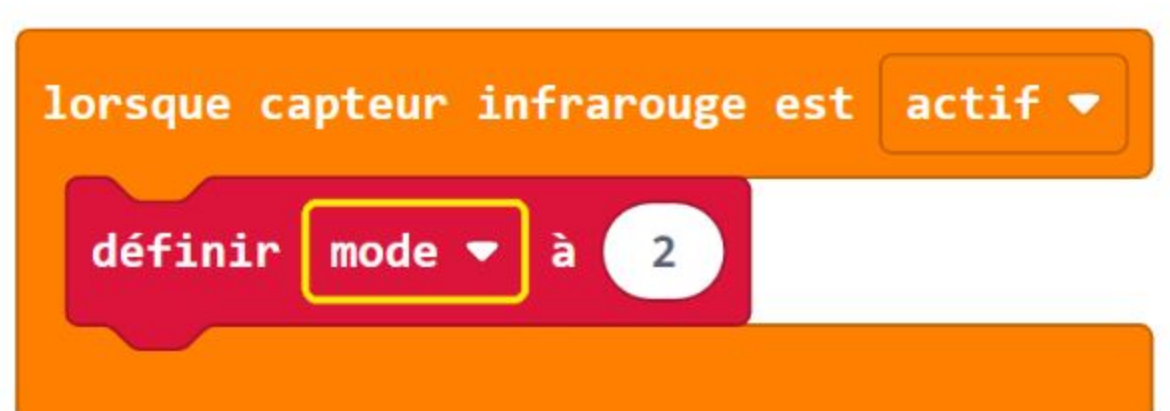 lorsque capteur infrarouge est actif
définir mode à 2